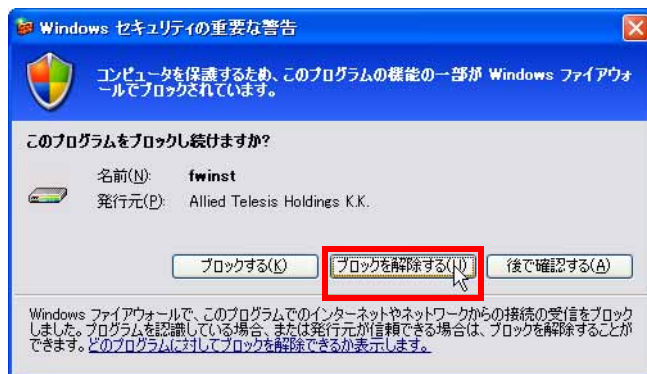 Windows セキュリティの重要な警告
コンピュータを保護するため、このプログラムの機能の一部が Windows ファイアウォ
ールでブロックされています。
このプログラムをブロックし続けますか?
名前(N): fwinst
発行元(P): Allied Telesis Holdings K.K.
ブロックする(K) ブロックを解除する(U) 後で確認する(A)
Windows ファイアウォールで、このプログラムでのインターネットやネットワークからの接続の受信をブロック
しました。プログラムを認識している場合、または発行元が信頼できる場合は、ブロックを解除することが
できます。どのプログラムに対してブロックを解除できるか表示します。